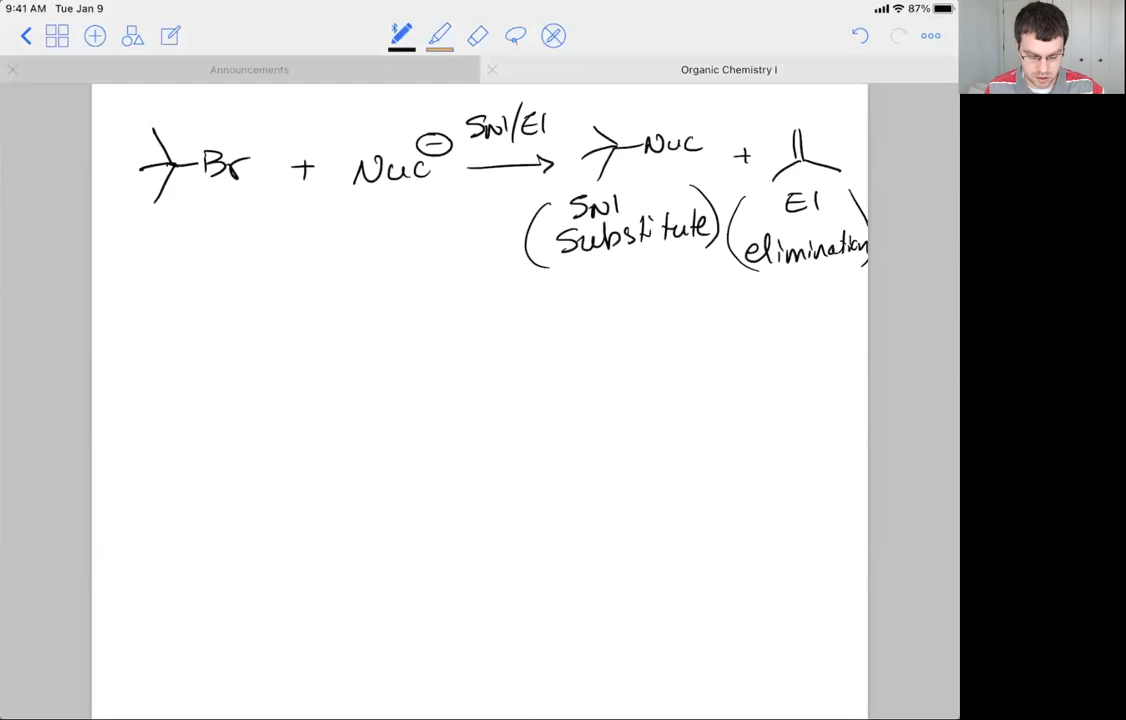 9:41 AM Tue Jan 9
87%
Announcements
Organic Chemistry I
Br + Nuc⊖ SN1/E1 Nuc +
(SN1 E1
Substitute) (elimination)